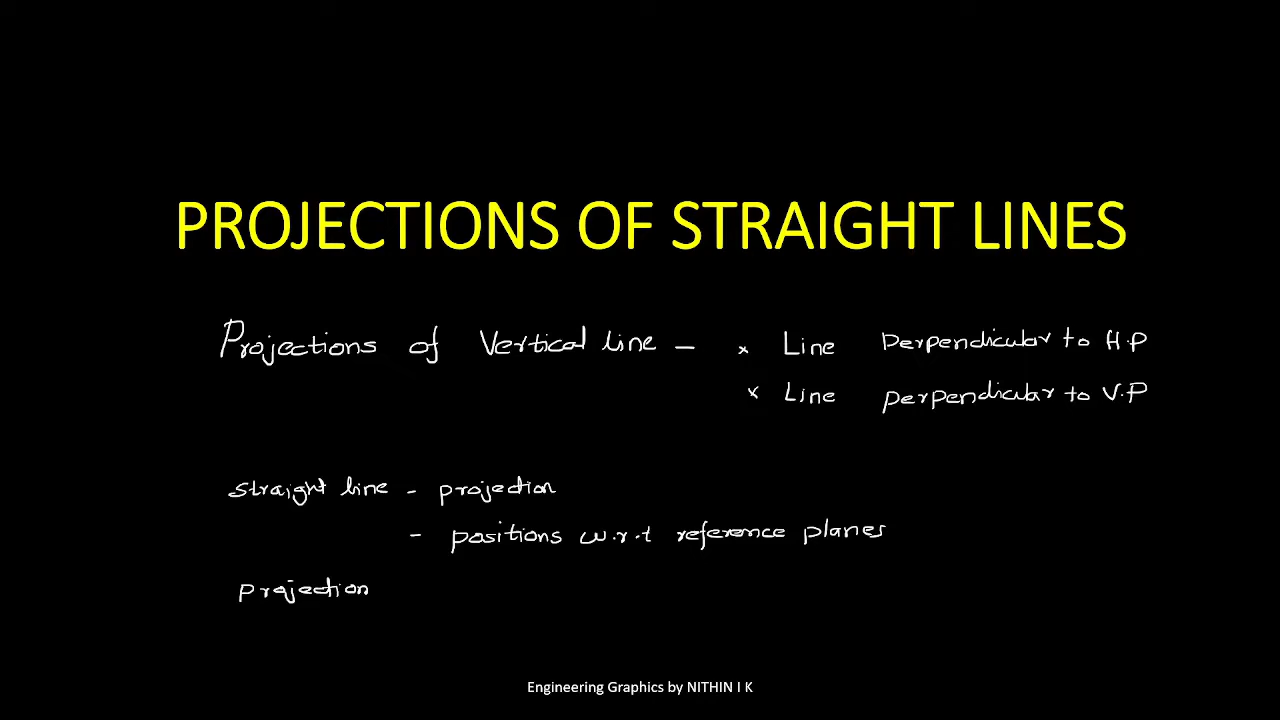 PROJECTIONS OF STRAIGHT LINES
Projections of Vertical line - × Line Perpendicular to H.P
× Line perpendicular to V.P
straight line - projection
- positions w.r.t reference planes
projection
Engineering Graphics by NITHIN I K